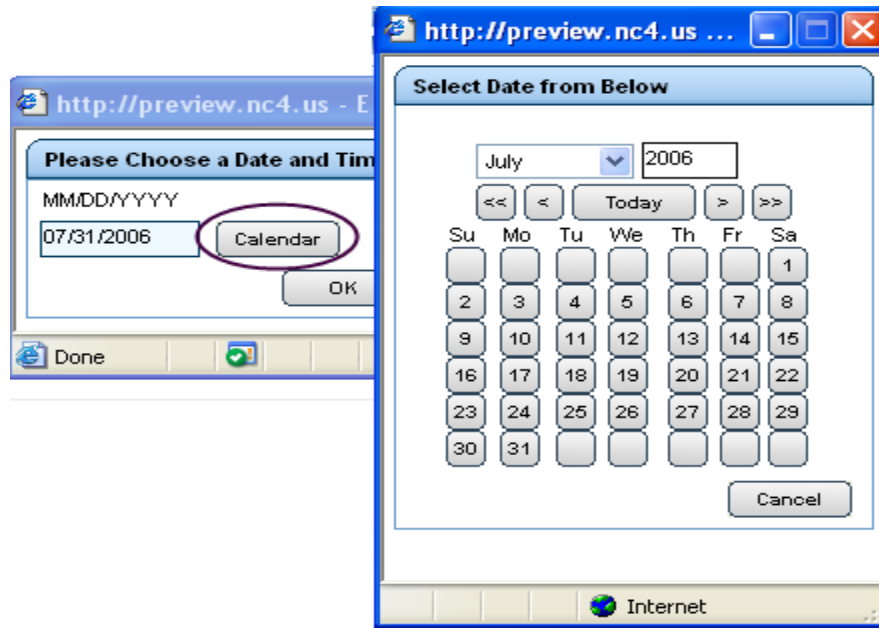 http://preview.nc4.us - E
Please Choose a Date and Tim
MM/DD/YYYY
07/31/2006 Calendar
OK
Done
http://preview.nc4.us ...
Select Date from Below
July 2006
<< < Today > >>
Su Mo Tu We Th Fr Sa
1
2 3 4 5 6 7 8
9 10 11 12 13 14 15
16 17 18 19 20 21 22
23 24 25 26 27 28 29
30 31
Cancel
Internet